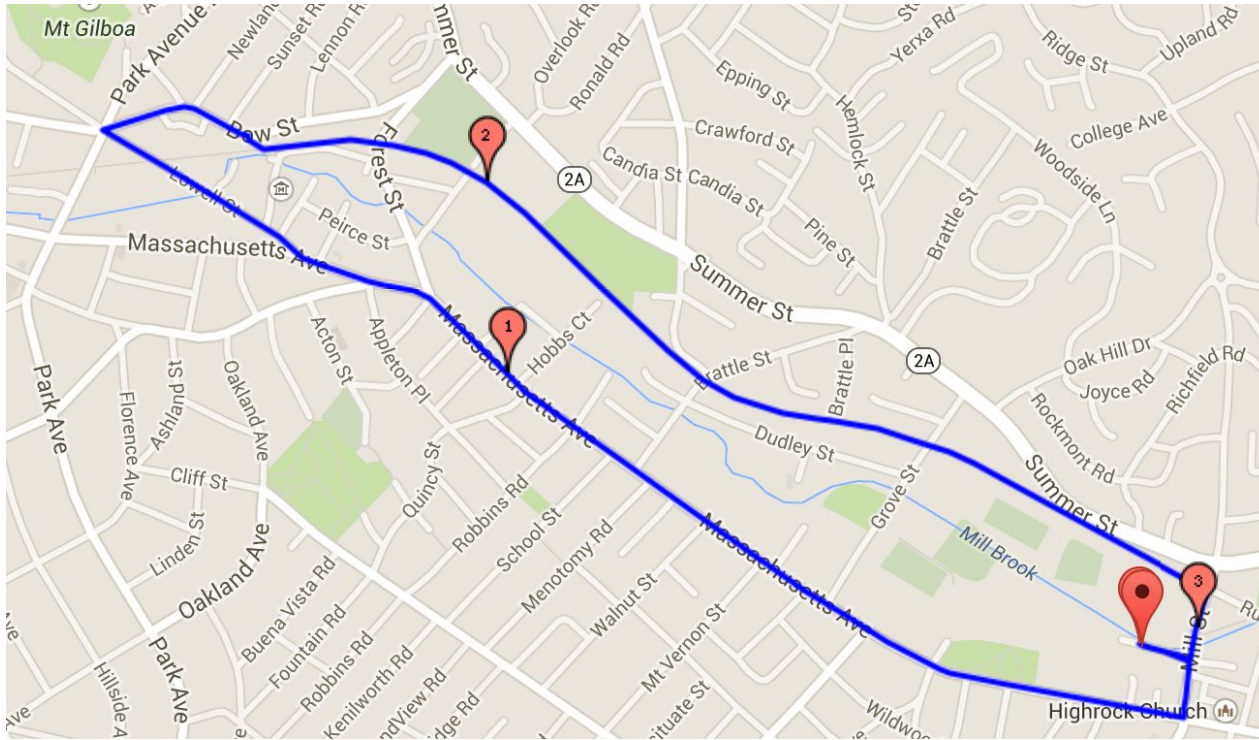 Mt Gilboa
Park Avenue
Newland
Sunset Rd
Lennon Rd
Summer St
Overlook Rd
Ronald Rd
Yerxa Rd
Ridge St
Upland Rd
Epping St
Hemlock St
College Ave
Bow St
Forest St
2
Crawford St
Woodside Ln
2A
Candia St
Candia St
Lowell St
Peirce St
Pine St
Brattle St
Massachusetts Ave
Summer St
Acton St
Appleton Pl
Massachusetts Ave
1
Hobbs Ct
Brattle St
Brattle Pl
2A
Oak Hill Dr
Joyce Rd
Richfield Rd
Park Ave
Florence Ave
Ashland St
Oakland Ave
Rockmont Rd
Dudley St
Cliff St
Quincy St
Robbins Rd
School St
Menotomy Rd
Grove St
Summer St
Linden St
Oakland Ave
Massachusetts Ave
Mill Brook
3
Mill St
Buena Vista Rd
Fountain Rd
Robbins Rd
Kenilworth Rd
Walnut St
Mt Vernon St
Hillside
Park Ave
Wildwood
Highrock Church